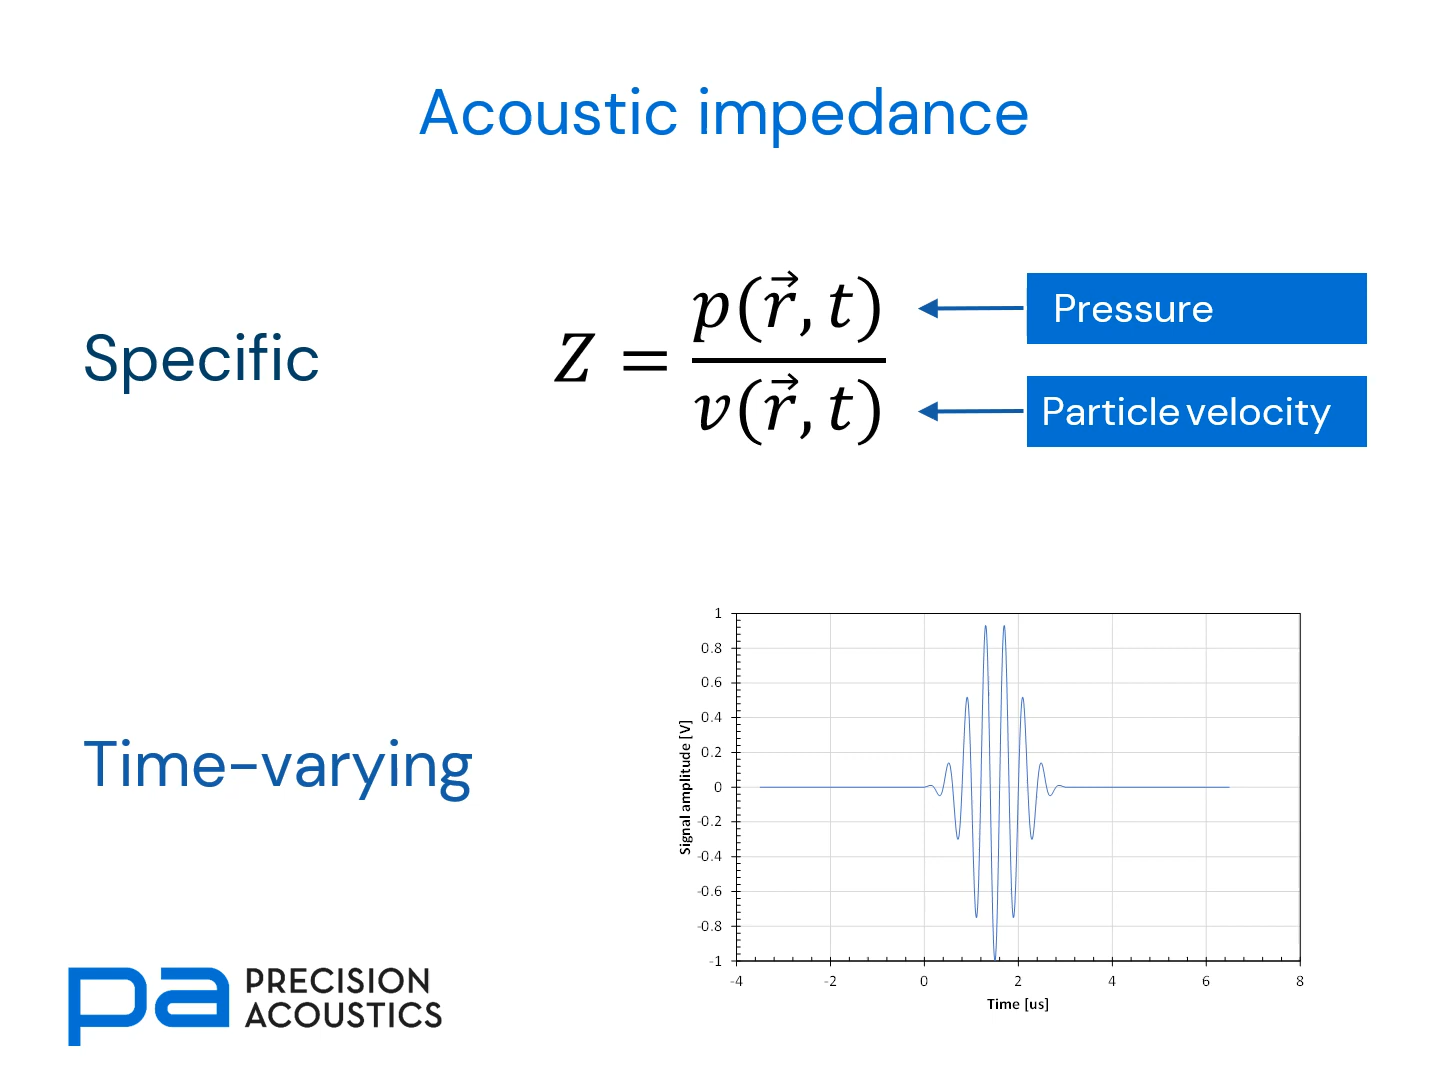 Acoustic impedance
Specific
Z = p(r⃗, t) / v(r⃗, t)
Pressure
Particle velocity
Time-varying
Signal amplitude [V]
1
0.8
0.6
0.4
0.2
0
-0.2
-0.4
-0.6
-0.8
-1
-4 -2 0 2 4 6 8
Time [us]
pa PRECISION
ACOUSTICS